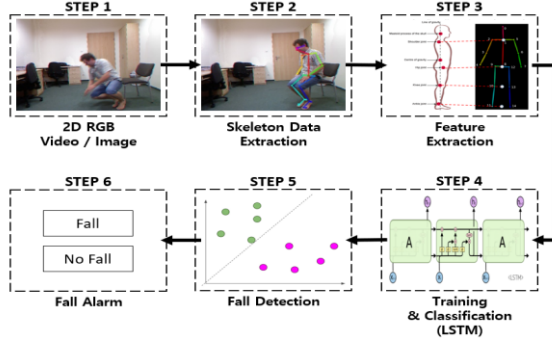 STEP 1
STEP 2
STEP 3
2D RGB
Video / Image
Skeleton Data
Extraction
Feature
Extraction
STEP 6
STEP 5
STEP 4
Fall
No Fall
A
A
<LSTM>
Fall Alarm
Fall Detection
Training
& Classification
(LSTM)